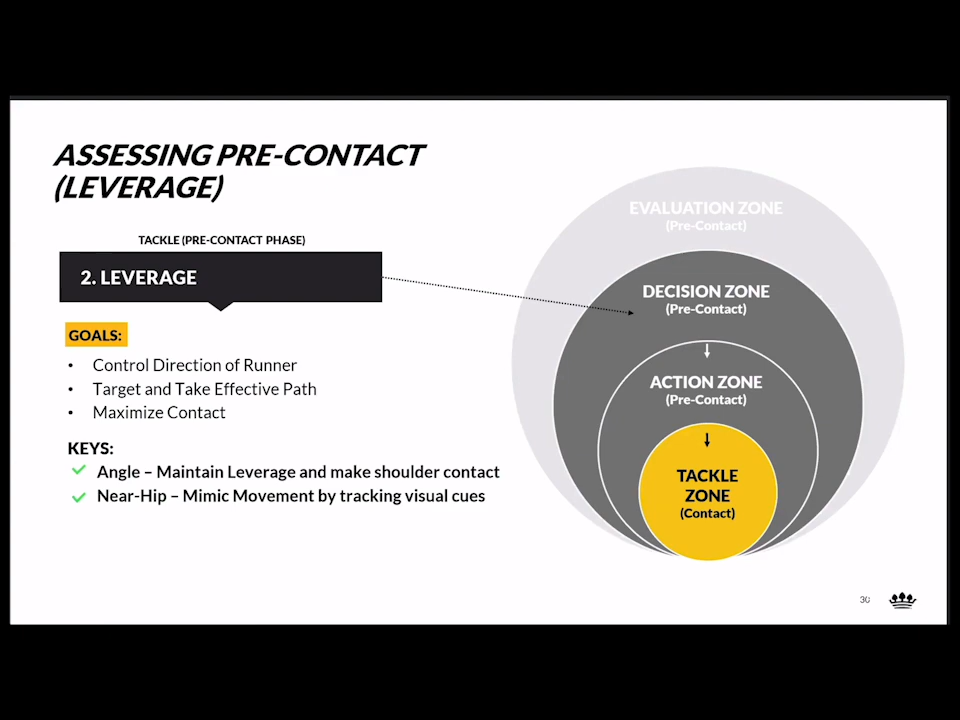 ASSESSING PRE-CONTACT
(LEVERAGE)
TACKLE (PRE-CONTACT PHASE)
2. LEVERAGE
GOALS:
• Control Direction of Runner
• Target and Take Effective Path
• Maximize Contact
KEYS:
Angle – Maintain Leverage and make shoulder contact
Near-Hip – Mimic Movement by tracking visual cues
EVALUATION ZONE
(Pre-Contact)
DECISION ZONE
(Pre-Contact)
ACTION ZONE
(Pre-Contact)
TACKLE
ZONE
(Contact)
30